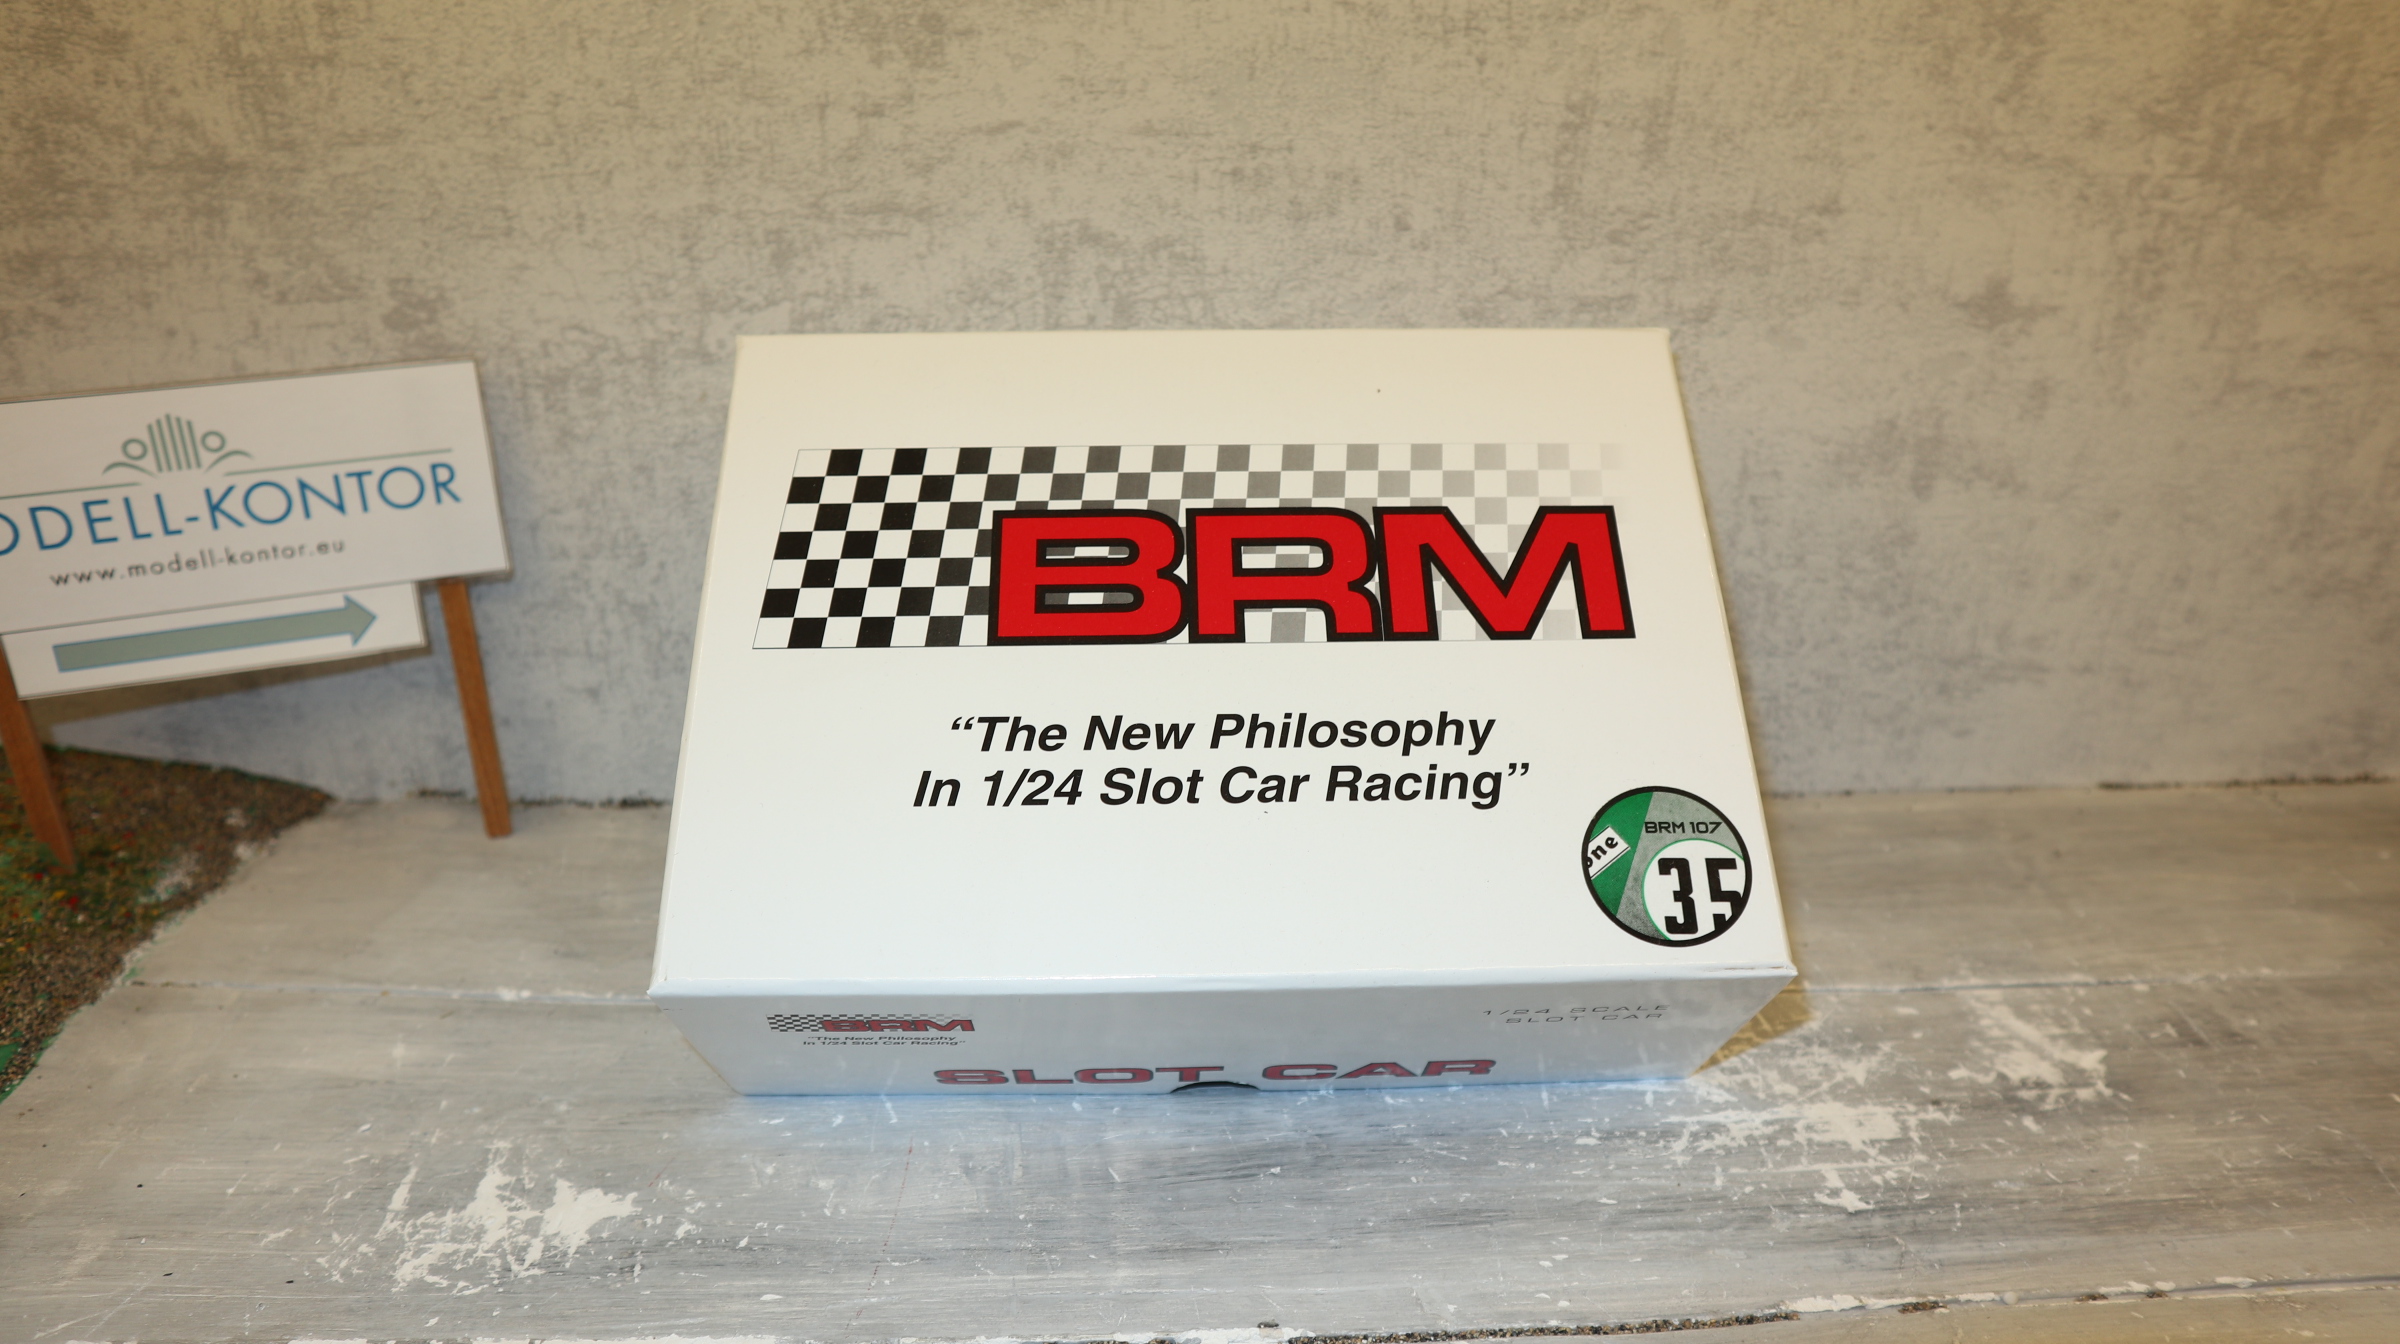 ODELL-KONTOR
www.modell-kontor.eu
BRM
“The New Philosophy
In 1/24 Slot Car Racing”
BRM 107
one
35
BRM
“The New Philosophy
In 1/24 Slot Car Racing”
1/24 SCALE
SLOT CAR
SLOT CAR